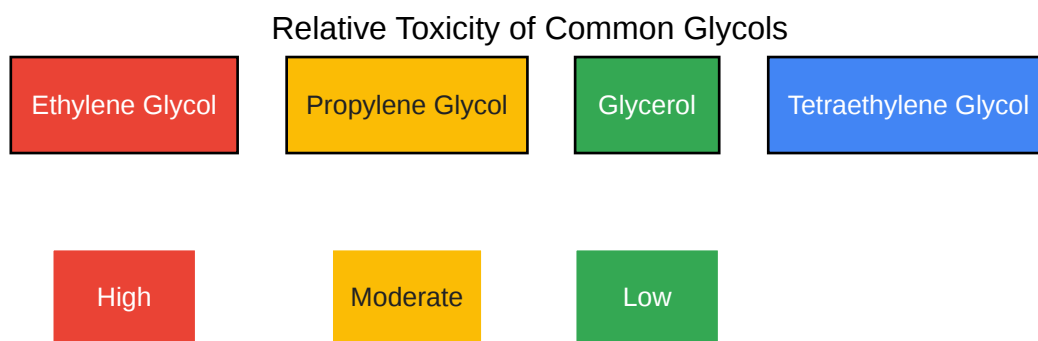 Relative Toxicity of Common Glycols
Ethylene Glycol
Propylene Glycol
Glycerol
Tetraethylene Glycol
High
Moderate
Low